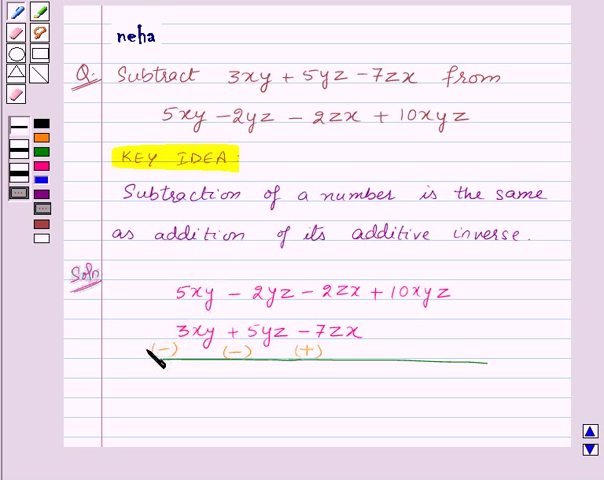 neha
Q. Subtract 3xy + 5yz - 7zx from
5xy - 2yz - 2zx + 10xyz
KEY IDEA:
Subtraction of a number is the same
as addition of its additive inverse.
Soln
5xy - 2yz - 2zx + 10xyz
3xy + 5yz - 7zx
(-) (-) (+)